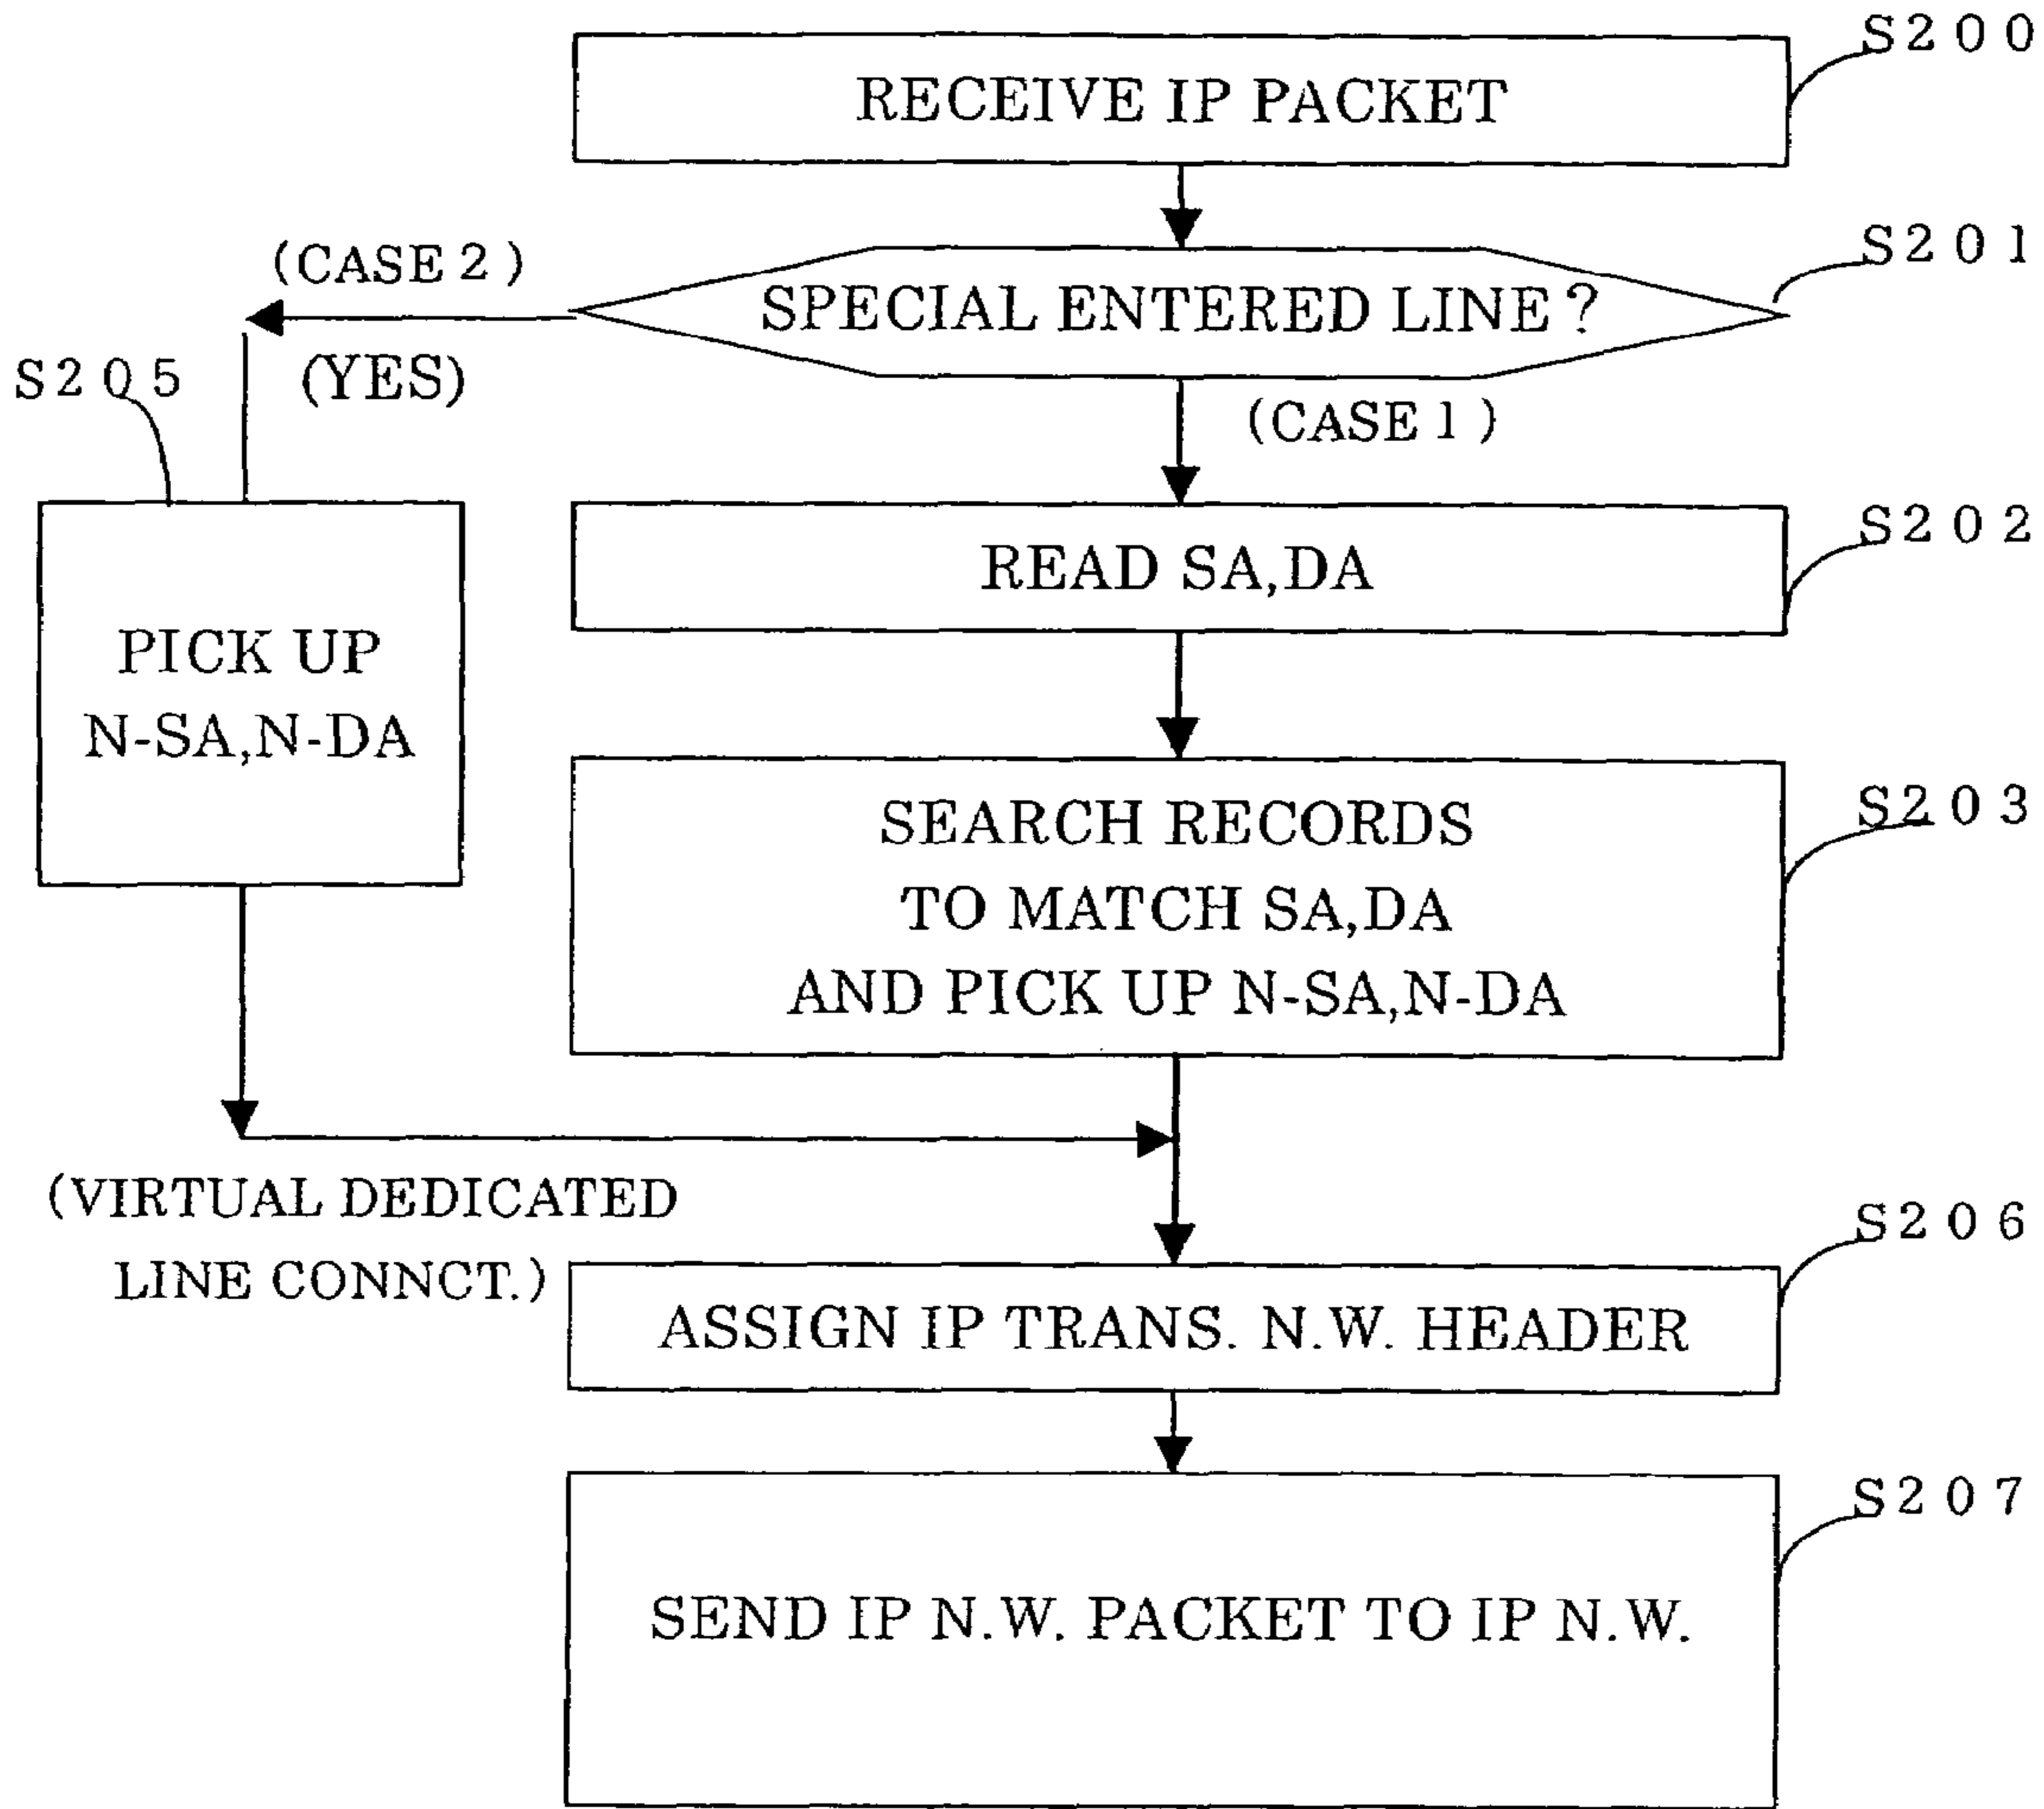 S200
RECEIVE IP PACKET
S201
(CASE 2)
SPECIAL ENTERED LINE?
(YES)
S205
(CASE 1)
S202
READ SA,DA
PICK UP
N-SA,N-DA
S203
SEARCH RECORDS
TO MATCH SA,DA
AND PICK UP N-SA,N-DA
(VIRTUAL DEDICATED
LINE CONNCT.)
S206
ASSIGN IP TRANS. N.W. HEADER
S207
SEND IP N.W. PACKET TO IP N.W.